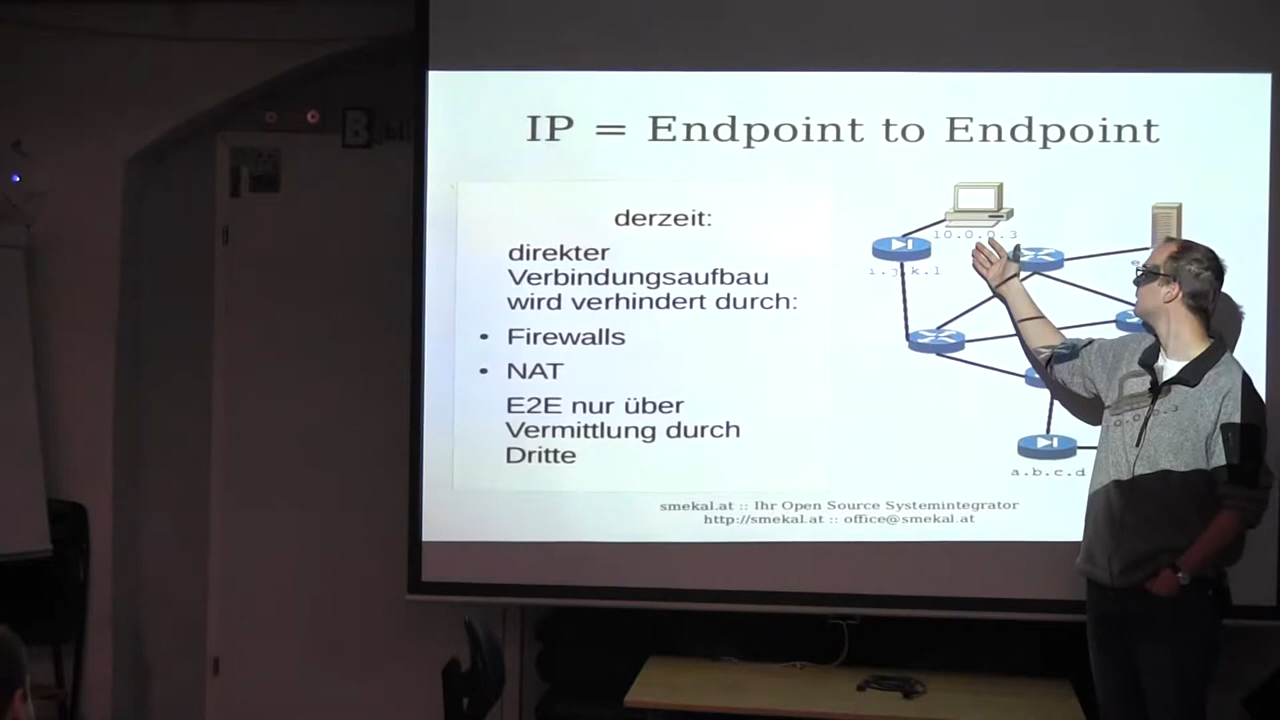 IP = Endpoint to Endpoint
derzeit:
direkter
Verbindungsaufbau
wird verhindert durch:
• Firewalls
• NAT
E2E nur über
Vermittlung durch
Dritte
10.0.0.3
i.j.k.l
a.b.c.d
smekal.at :: Ihr Open Source Systemintegrator
http://smekal.at :: office@smekal.at
B